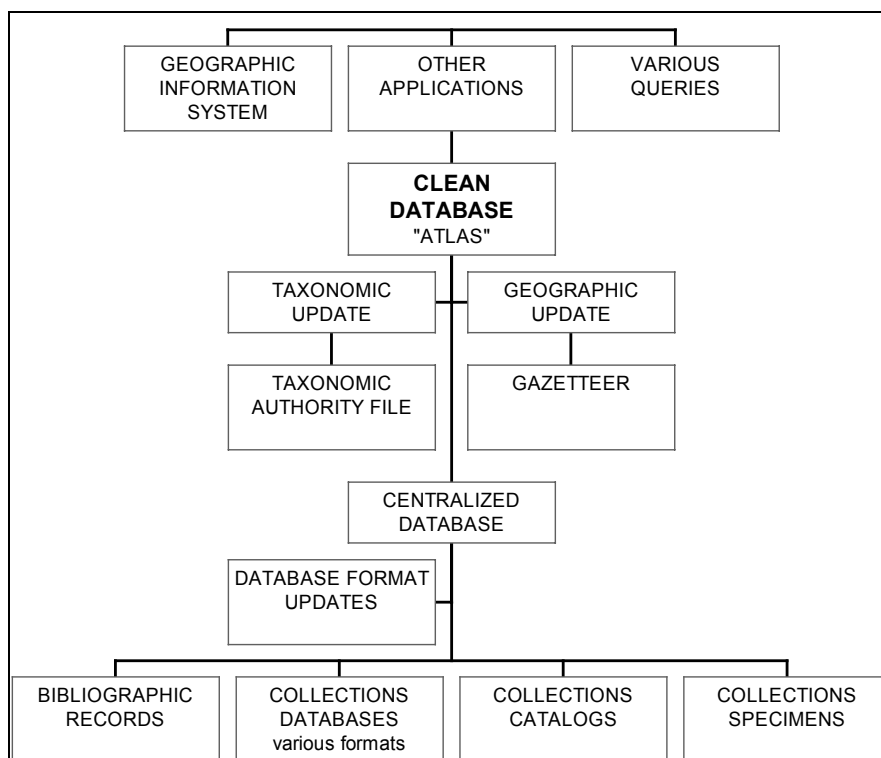 GEOGRAPHIC
INFORMATION
SYSTEM
OTHER
APPLICATIONS
VARIOUS
QUERIES
CLEAN
DATABASE
"ATLAS"
TAXONOMIC
UPDATE
GEOGRAPHIC
UPDATE
TAXONOMIC
AUTHORITY FILE
GAZETTEER
CENTRALIZED
DATABASE
DATABASE FORMAT
UPDATES
BIBLIOGRAPHIC
RECORDS
COLLECTIONS
DATABASES
various formats
COLLECTIONS
CATALOGS
COLLECTIONS
SPECIMENS